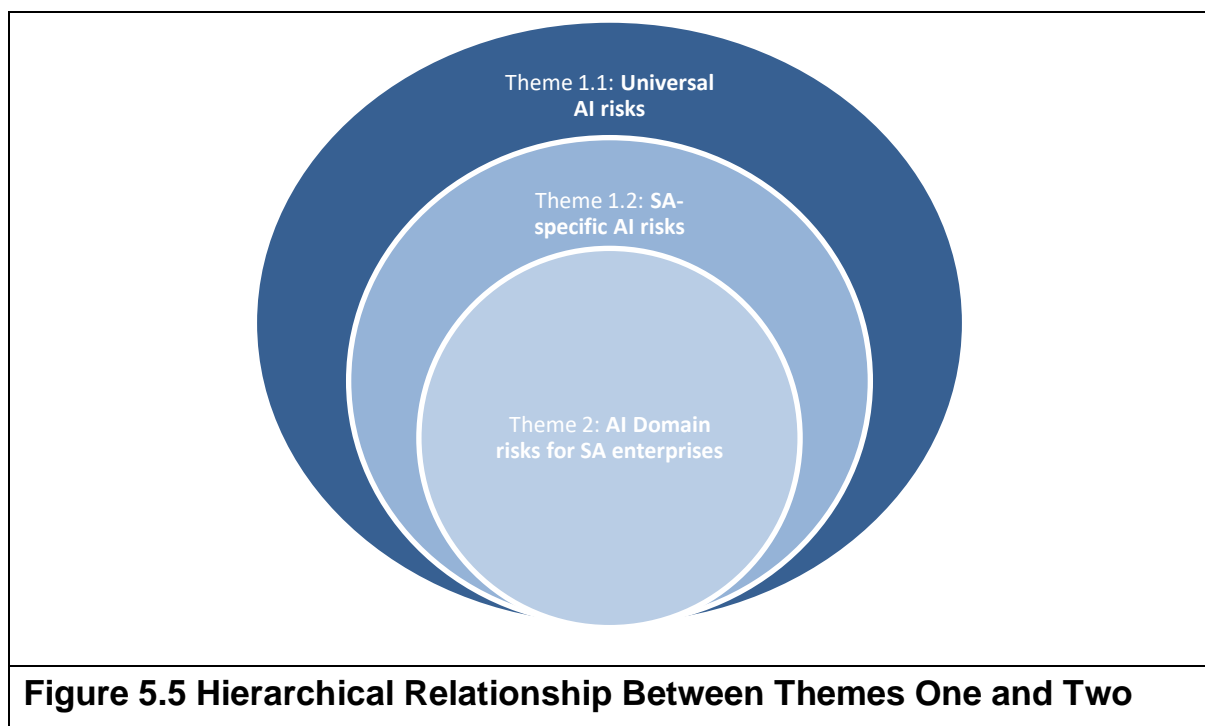 Theme 1.1: Universal
AI risks
Theme 1.2: SA-
specific AI risks
Theme 2: AI Domain
risks for SA enterprises
Figure 5.5 Hierarchical Relationship Between Themes One and Two